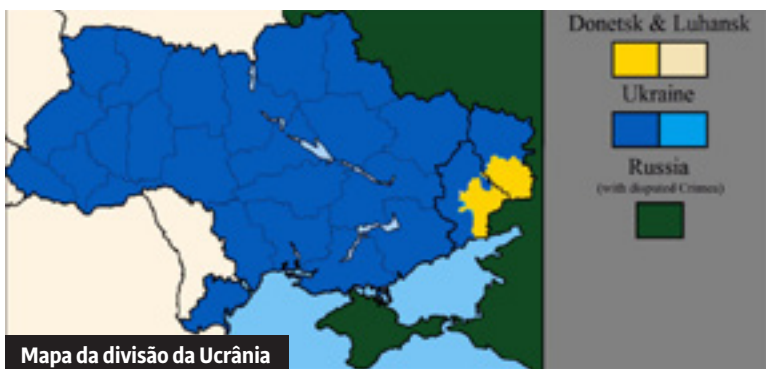 Donetsk & Luhansk
Ukraine
Russia
(with disputed Crimea)
Mapa da divisão da Ucrânia